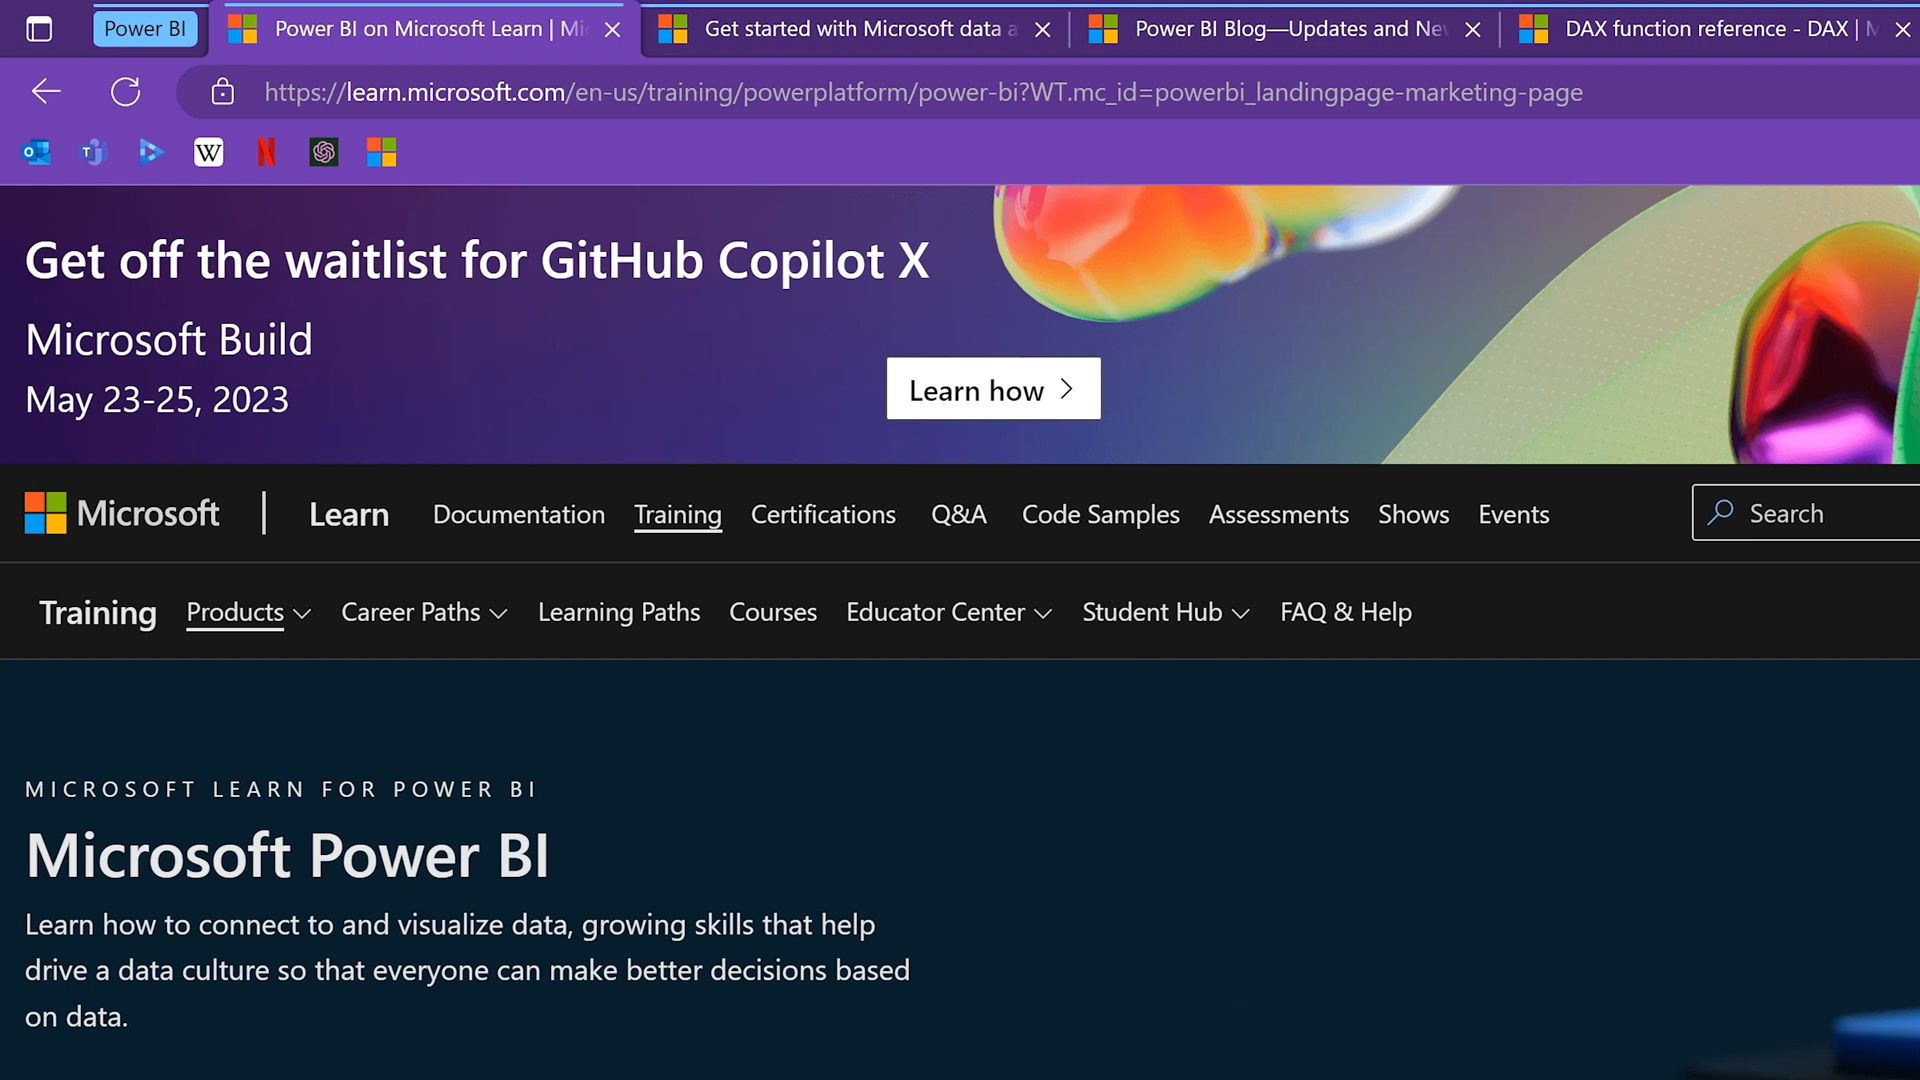 Power BI
Power BI on Microsoft Learn | Mi
Get started with Microsoft data a
Power BI Blog—Updates and Nev
DAX function reference - DAX | M
https://learn.microsoft.com/en-us/training/powerplatform/power-bi?WT.mc_id=powerbi_landingpage-marketing-page
Get off the waitlist for GitHub Copilot X
Microsoft Build
May 23-25, 2023
Learn how
Microsoft | Learn Documentation Training Certifications Q&A Code Samples Assessments Shows Events Search
Training Products Career Paths Learning Paths Courses Educator Center Student Hub FAQ & Help
MICROSOFT LEARN FOR POWER BI
Microsoft Power BI
Learn how to connect to and visualize data, growing skills that help
drive a data culture so that everyone can make better decisions based
on data.